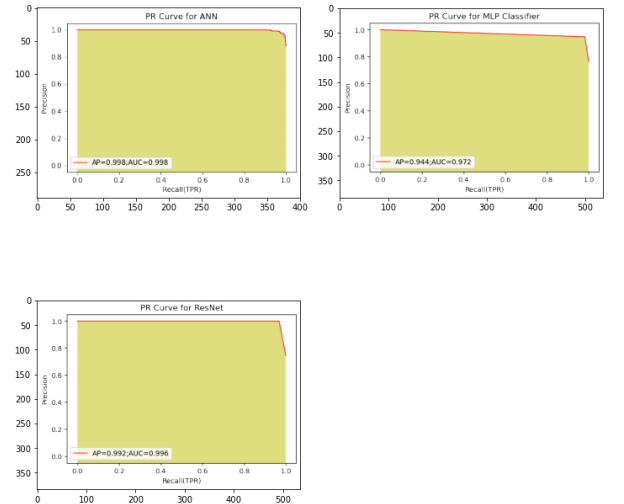 PR Curve for ANN
0
50
100
150
200
250
Precision
1.0
0.8
0.6
0.4
0.2
0.0
AP=0.998;AUC=0.998
0.0 0.2 0.4 0.6 0.8 1.0
Recall(TPR)
0 50 100 150 200 250 300 350 400
PR Curve for MLP Classifier
0
50
100
150
200
250
300
350
Precision
1.0
0.8
0.6
0.4
0.2
0.0
AP=0.944;AUC=0.972
0.0 0.2 0.4 0.6 0.8 1.0
Recall(TPR)
0 100 200 300 400 500
PR Curve for ResNet
0
50
100
150
200
250
300
350
Precision
1.0
0.8
0.6
0.4
0.2
0.0
AP=0.992;AUC=0.996
0.0 0.2 0.4 0.6 0.8 1.0
Recall(TPR)
0 100 200 300 400 500